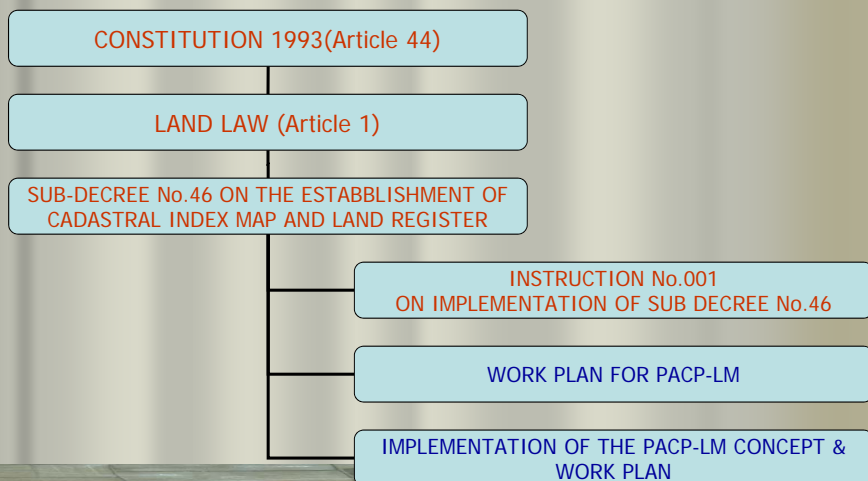 CONSTITUTION 1993(Article 44)
LAND LAW (Article 1)
SUB-DECREE No.46 ON THE ESTABBLISHMENT OF
CADASTRAL INDEX MAP AND LAND REGISTER
INSTRUCTION No.001
ON IMPLEMENTATION OF SUB DECREE No.46
WORK PLAN FOR PACP-LM
IMPLEMENTATION OF THE PACP-LM CONCEPT &
WORK PLAN